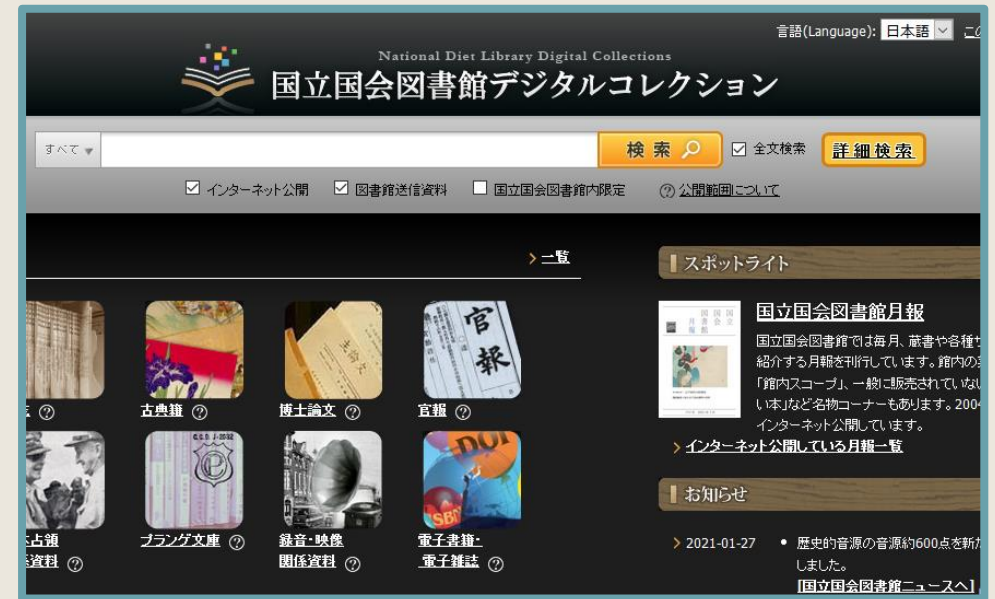 言語(Language): 日本語
National Diet Library Digital Collections
国立国会図書館デジタルコレクション
すべて
検索
全文検索
詳細検索
インターネット公開
図書館送信資料
国立国会図書館内限定
公開範囲について
一覧
スポットライト
国立国会図書館月報
国立国会図書館では毎月、蔵書や各種
紹介する月報を刊行しています。館内の
「館内スコープ」、一般に販売されていない
い本」など名物コーナーもあります。2004
インターネット公開しています。
インターネット公開している月報一覧
古典籍
博士論文
官報
官報
占領
資料
プランゲ文庫
録音・映像
関係資料
電子書籍・
電子雑誌
C.C.D. J-2032
DOI
ISBN
お知らせ
2021-01-27
歴史的音源の音源約600点を新た
しました。
[国立国会図書館ニュースへ]